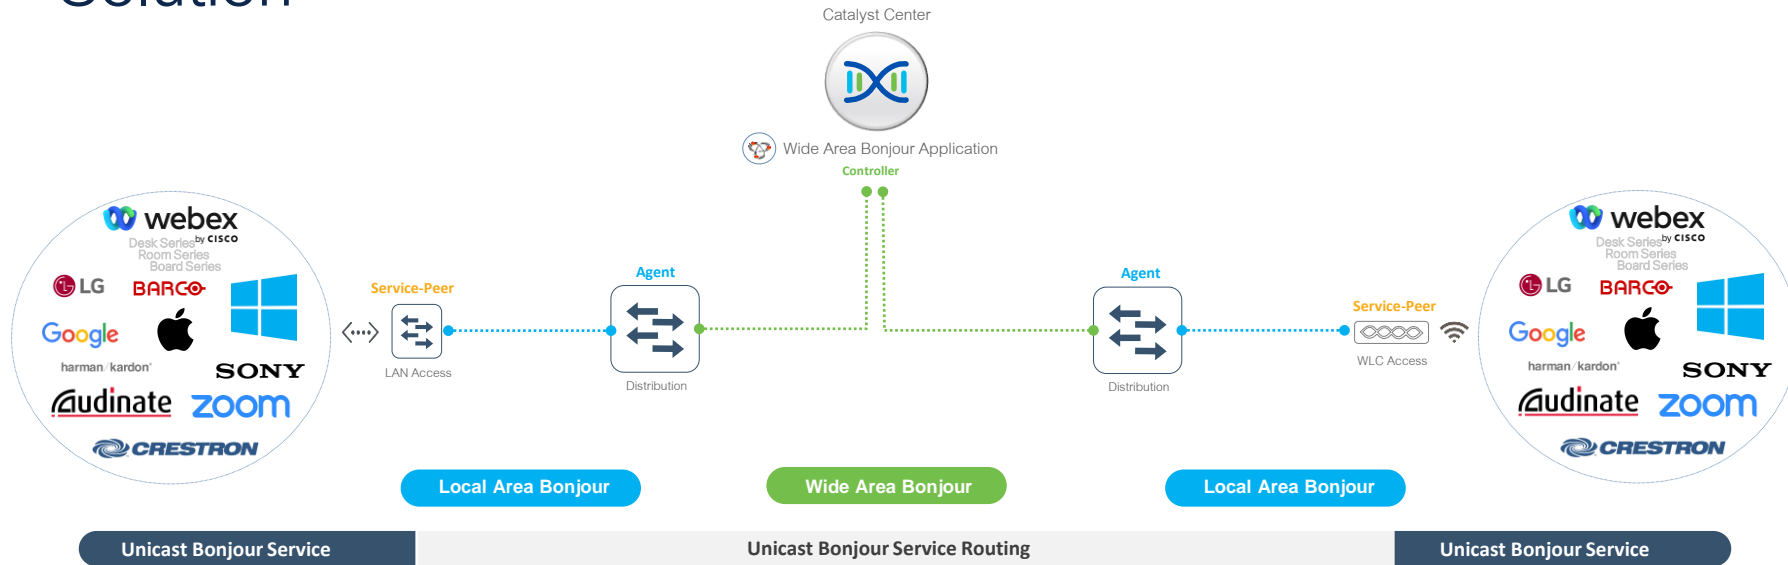 Solution
Catalyst Center
Wide Area Bonjour Application
Controller
webex
by CISCO
Desk Series
Room Series
Board Series
LG
BARCO
Google
harman/kardon
SONY
Audinate
zoom
CRESTRON
Service-Peer
LAN Access
Agent
Distribution
Agent
Distribution
Service-Peer
WLC Access
webex
by CISCO
Desk Series
Room Series
Board Series
LG
BARCO
Google
harman/kardon
SONY
Audinate
zoom
CRESTRON
Local Area Bonjour
Wide Area Bonjour
Local Area Bonjour
Unicast Bonjour Service
Unicast Bonjour Service Routing
Unicast Bonjour Service